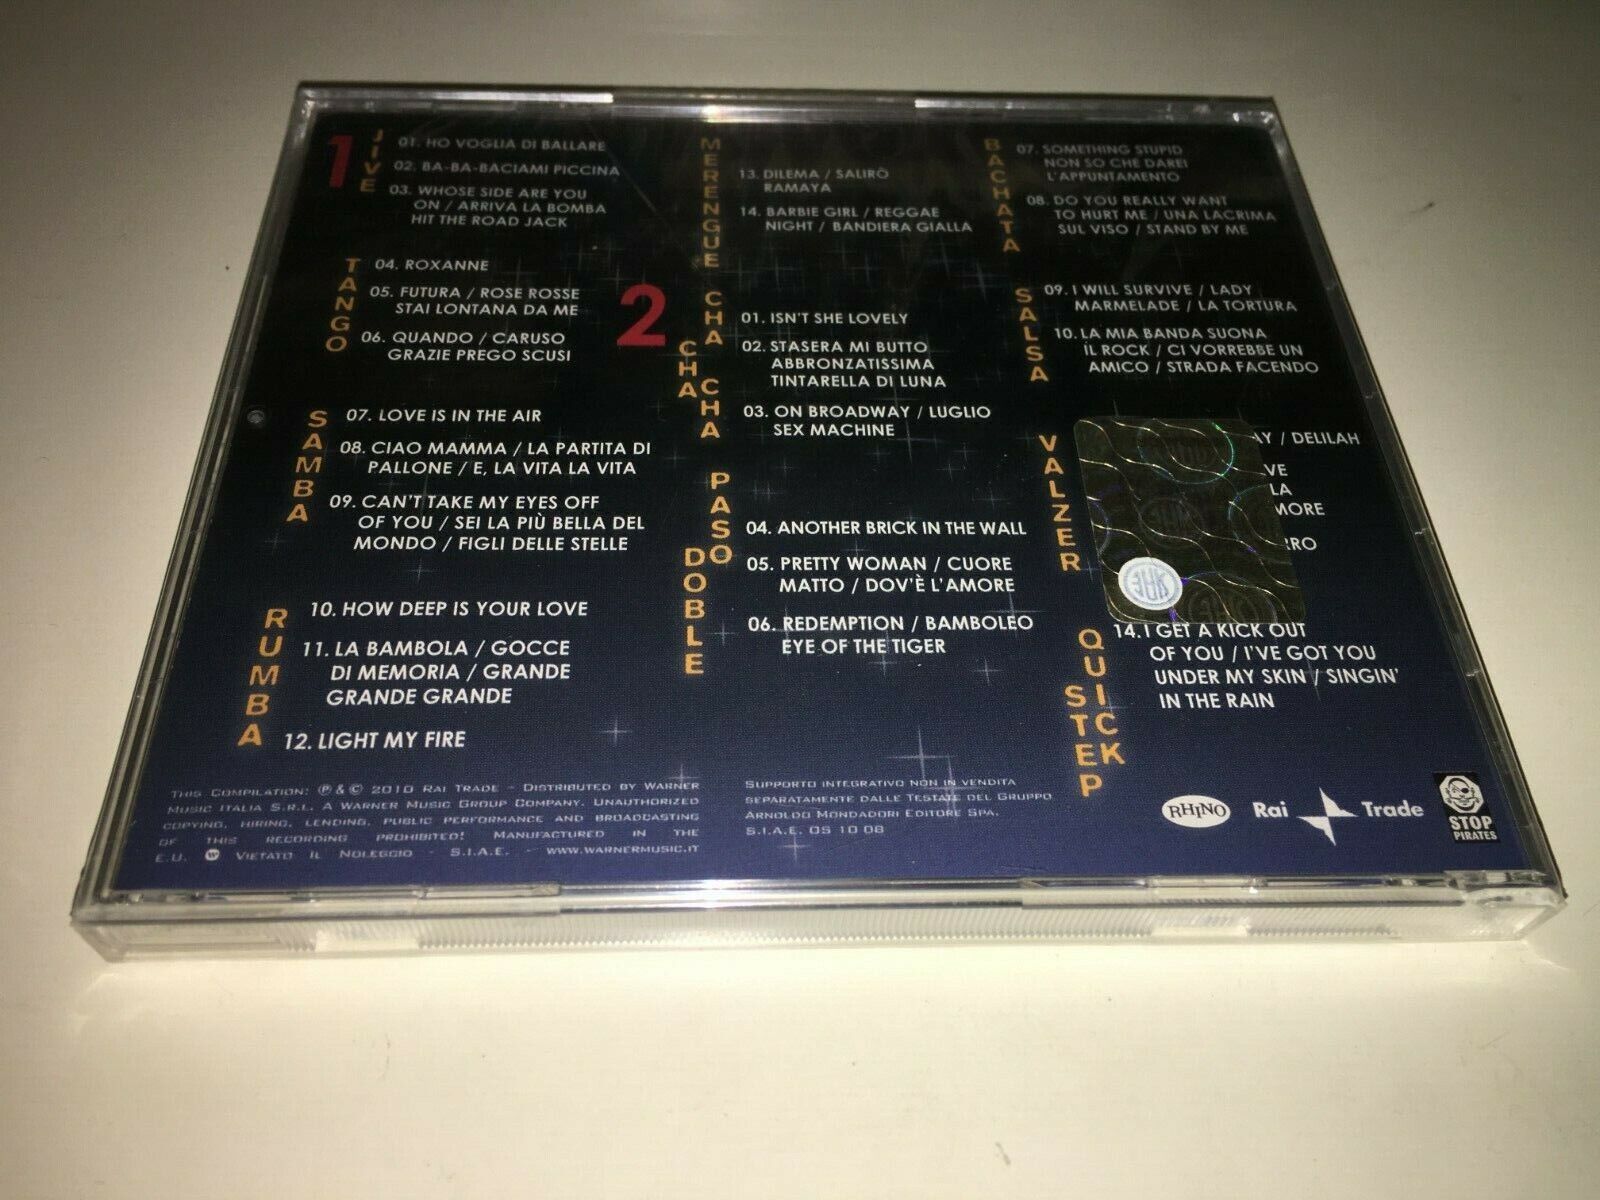 1
JIVE
01. HO VOGLIA DI BALLARE
02. BA-BA-BACIAMI PICCINA
03. WHOSE SIDE ARE YOU
ON / ARRIVA LA BOMBA
HIT THE ROAD JACK
TANGO
04. ROXANNE
05. FUTURA / ROSE ROSSE
STAI LONTANA DA ME
06. QUANDO / CARUSO
GRAZIE PREGO SCUSI
SAMBA
07. LOVE IS IN THE AIR
08. CIAO MAMMA / LA PARTITA DI
PALLONE / E, LA VITA LA VITA
09. CAN'T TAKE MY EYES OFF
OF YOU / SEI LA PIÙ BELLA DEL
MONDO / FIGLI DELLE STELLE
RUMBA
10. HOW DEEP IS YOUR LOVE
11. LA BAMBOLA / GOCCE
DI MEMORIA / GRANDE
GRANDE GRANDE
12. LIGHT MY FIRE
MERENGUE
13. DILEMA / SALIRÒ
RAMAYA
14. BARBIE GIRL / REGGAE
NIGHT / BANDIERA GIALLA
2
CHA CHA
CHA
01. ISN'T SHE LOVELY
02. STASERA MI BUTTO
ABBRONZATISSIMA
TINTARELLA DI LUNA
03. ON BROADWAY / LUGLIO
SEX MACHINE
PASO
DOBLE
04. ANOTHER BRICK IN THE WALL
05. PRETTY WOMAN / CUORE
MATTO / DOV'È L'AMORE
06. REDEMPTION / BAMBOLEO
EYE OF THE TIGER
BACHATA
07. SOMETHING STUPID
NON SO CHE DAREI
L'APPUNTAMENTO
08. DO YOU REALLY WANT
TO HURT ME / UNA LACRIMA
SUL VISO / STAND BY ME
SALSA
09. I WILL SURVIVE / LADY
MARMELADE / LA TORTURA
10. LA MIA BANDA SUONA
IL ROCK / CI VORREBBE UN
AMICO / STRADA FACENDO
VALZER
/ DELILAH
LA
QUICK
STEP
14. I GET A KICK OUT
OF YOU / I'VE GOT YOU
UNDER MY SKIN / SINGIN'
IN THE RAIN
THIS COMPILATION: ℗ & © 2010 RAI TRADE - DISTRIBUTED BY WARNER
MUSIC ITALIA S.R.L. A WARNER MUSIC GROUP COMPANY. UNAUTHORIZED
COPYING, HIRING, LENDING, PUBLIC PERFORMANCE AND BROADCASTING
OF THIS RECORDING PROHIBITED! MANUFACTURED IN THE
E.U. VIETATO IL NOLEGGIO - S.I.A.E. - WWW.WARNERMUSIC.IT
SUPPORTO INTEGRATIVO NON IN VENDITA
SEPARATAMENTE DALLE TESTATE DEL GRUPPO
ARNOLDO MONDADORI EDITORE SPA.
S.I.A.E. OS 10 08
RHINO
Rai Trade
STOP
PIRATES